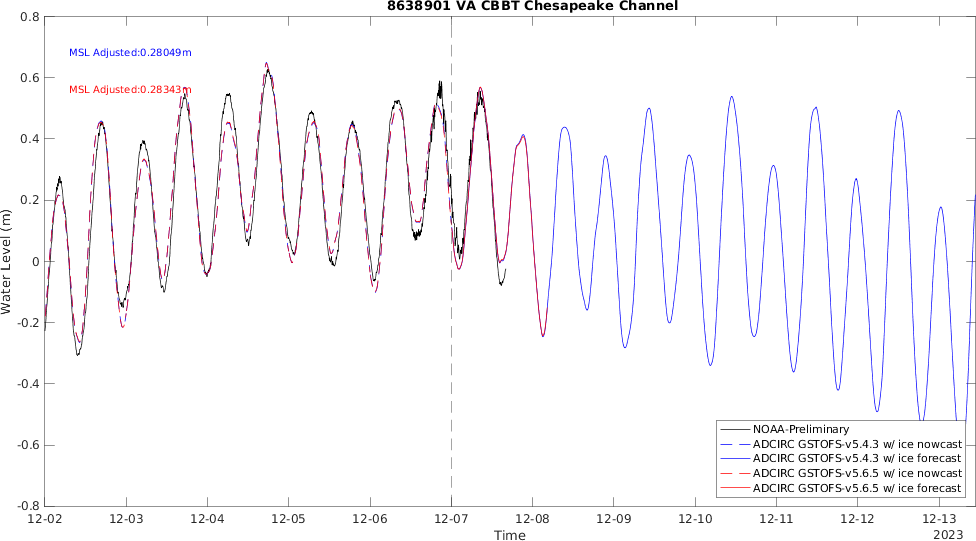 8638901 VA CBBT Chesapeake Channel
MSL Adjusted:0.28049m
MSL Adjusted:0.28343m
Water Level (m)
0.8
0.6
0.4
0.2
0
-0.2
-0.4
-0.6
-0.8
NOAA-Preliminary
ADCIRC GSTOFS-v5.4.3 w/ ice nowcast
ADCIRC GSTOFS-v5.4.3 w/ ice forecast
ADCIRC GSTOFS-v5.6.5 w/ ice nowcast
ADCIRC GSTOFS-v5.6.5 w/ ice forecast
12-02 12-03 12-04 12-05 12-06 12-07 12-08 12-09 12-10 12-11 12-12 12-13
2023
Time